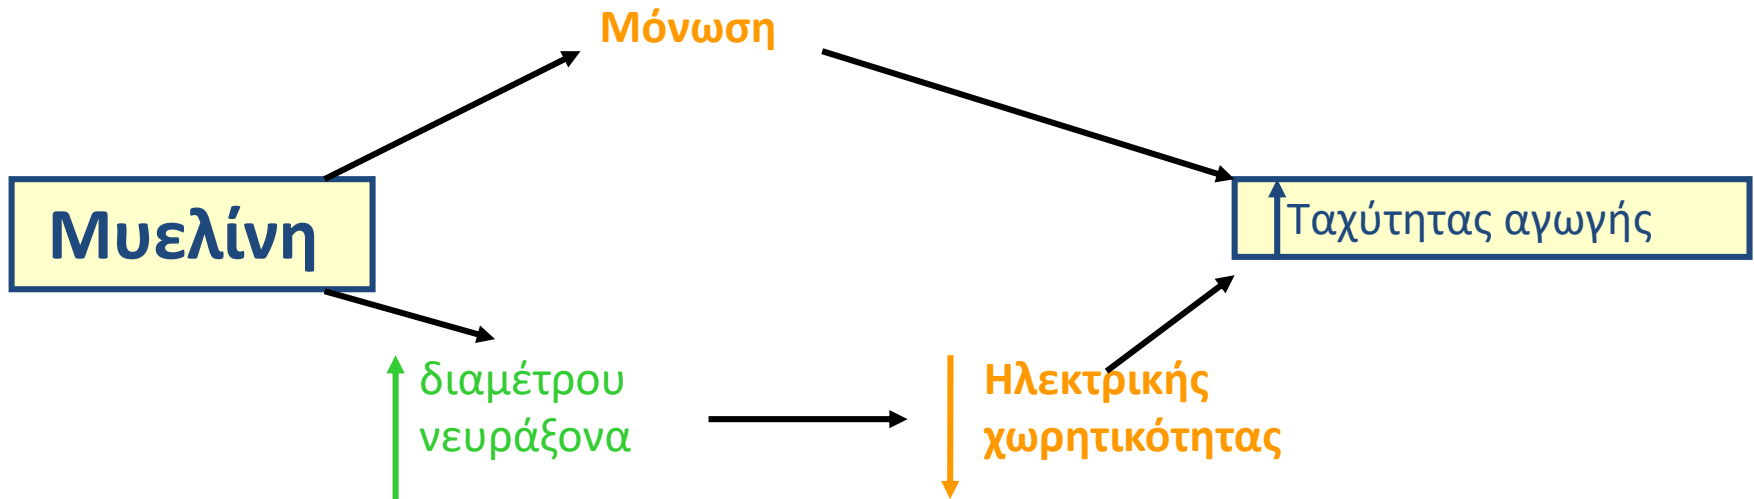 Μόνωση
Μυελίνη
Ταχύτητας αγωγής
διαμέτρου
νευράξονα
Ηλεκτρικής
χωρητικότητας